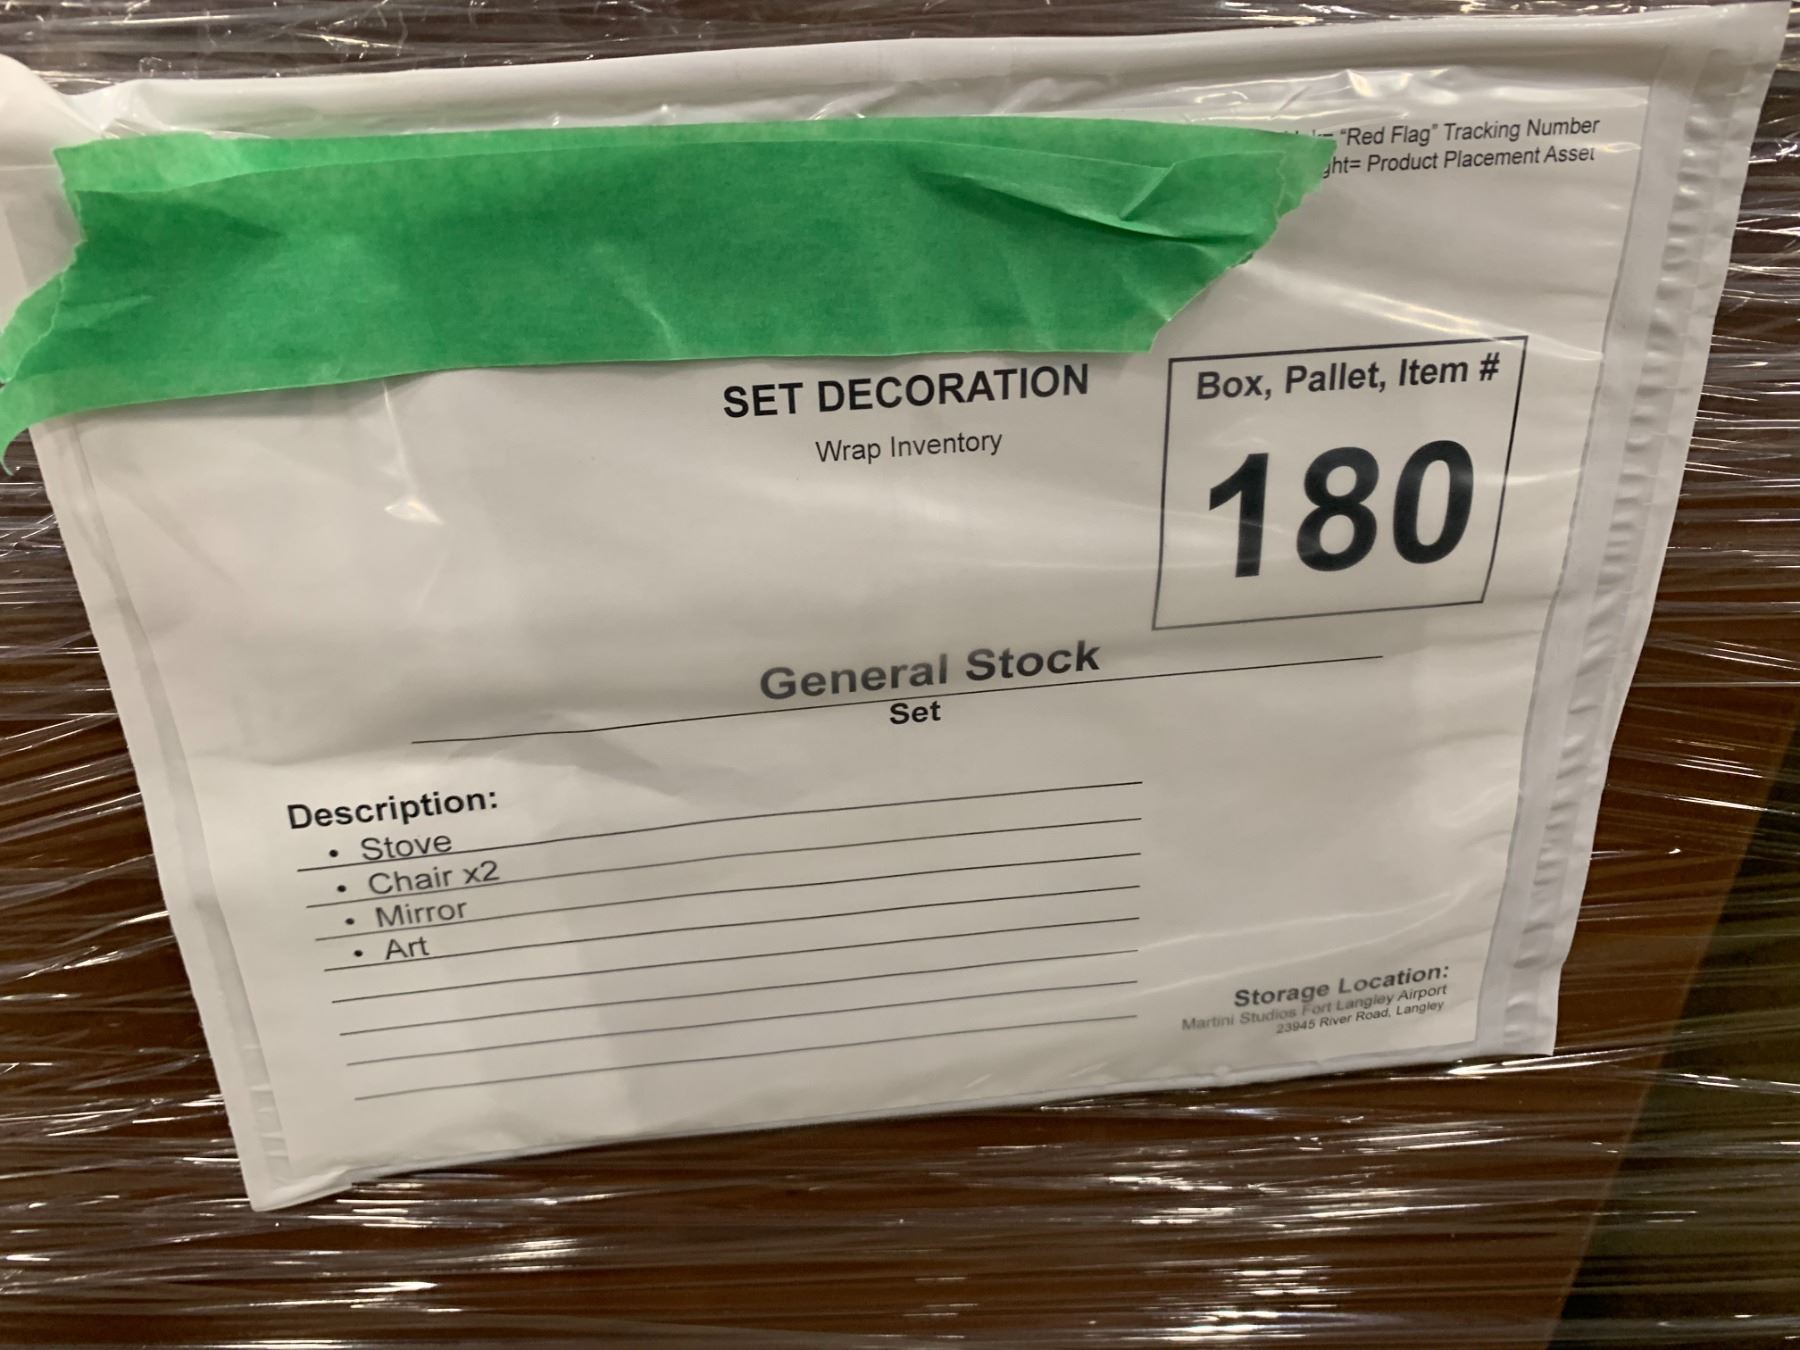 "Red Flag" Tracking Number
= Product Placement Asset
SET DECORATION
Wrap Inventory
Box, Pallet, Item #
180
General Stock
Set
Description:
• Stove
• Chair x2
• Mirror
• Art
Storage Location:
Martini Studios Fort Langley Airport
23945 River Road, Langley